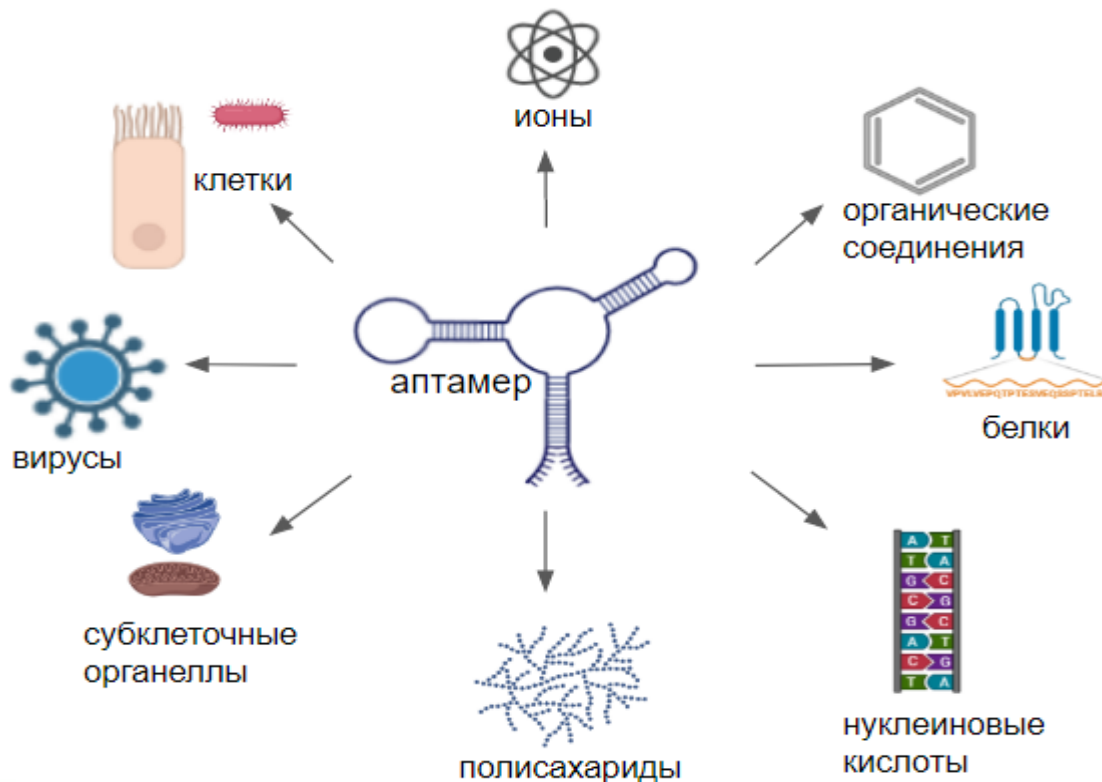 ионы
клетки
органические
соединения
аптамер
вирусы
белки
субклеточные
органеллы
полисахариды
нуклеиновые
кислоты
A T
T A
G C
C G
G C
A T
C G
T A